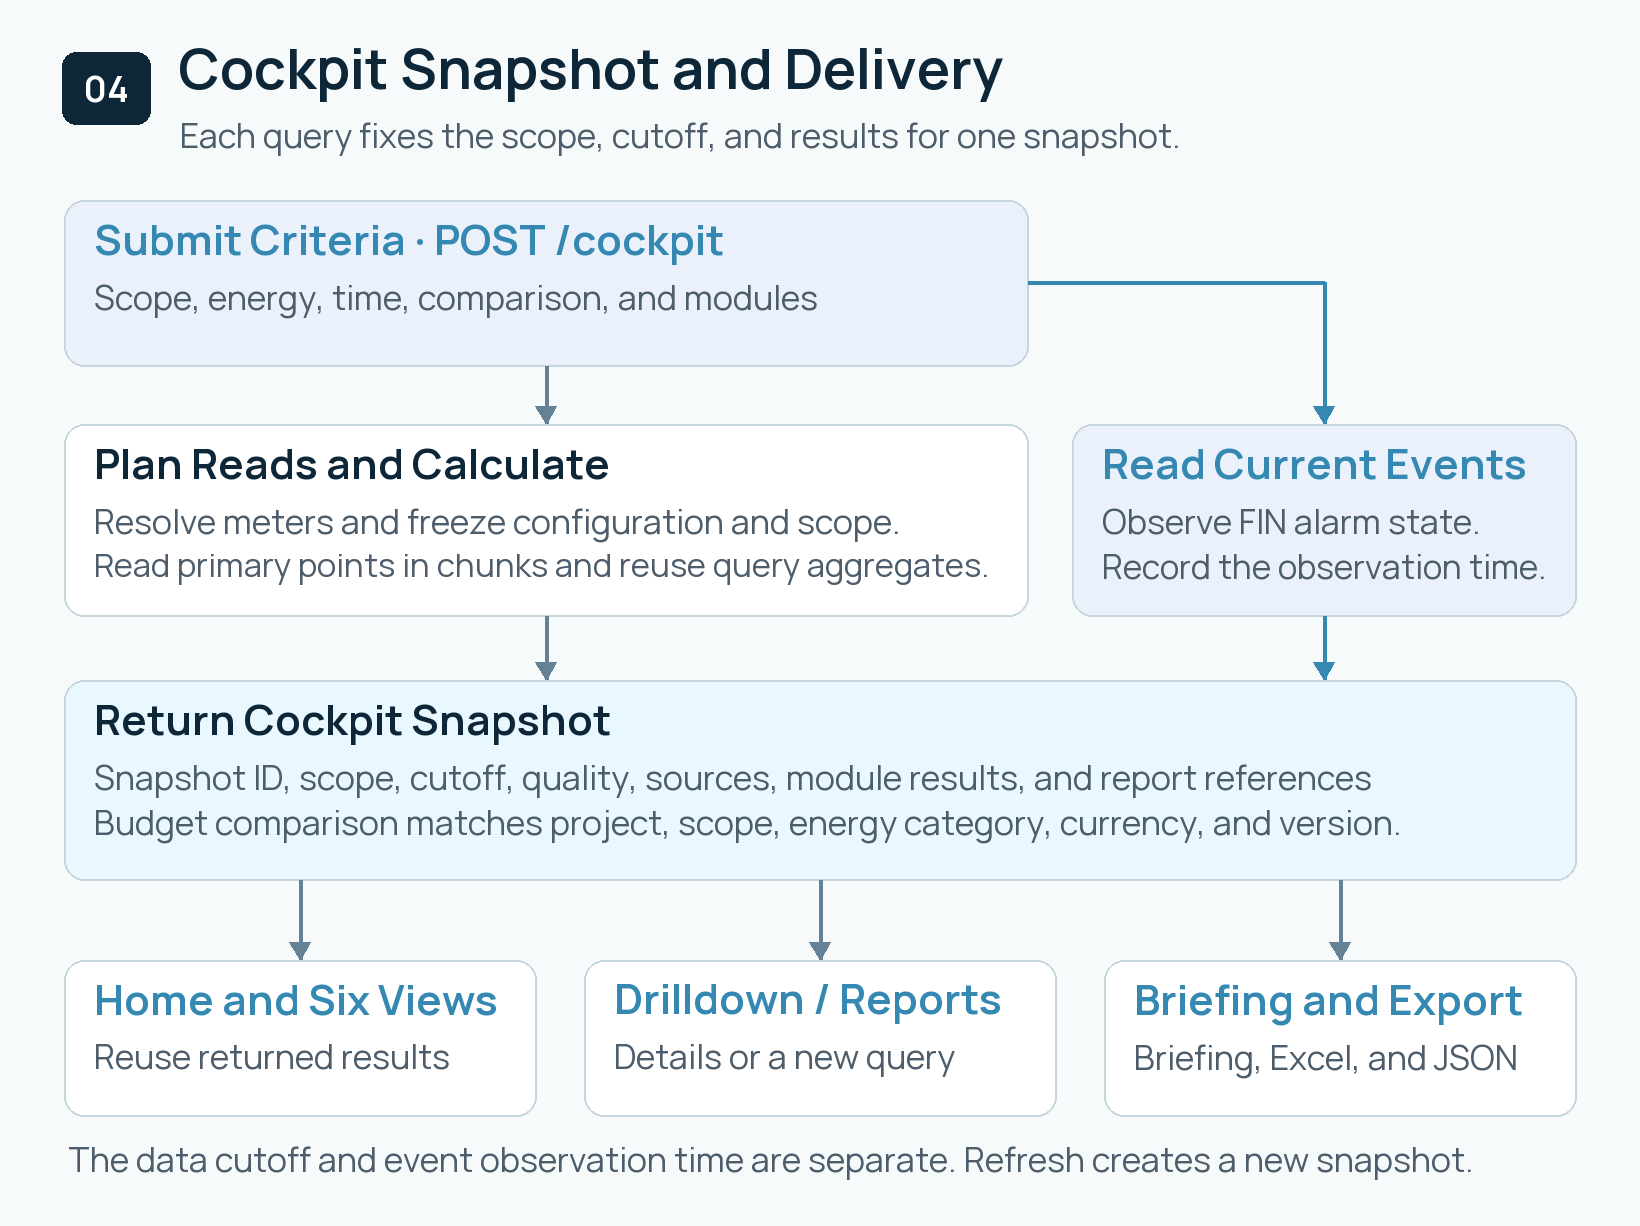 04
Cockpit Snapshot and Delivery
Each query fixes the scope, cutoff, and results for one snapshot.
Submit Criteria · POST /cockpit
Scope, energy, time, comparison, and modules
Plan Reads and Calculate
Resolve meters and freeze configuration and scope.
Read primary points in chunks and reuse query aggregates.
Read Current Events
Observe FIN alarm state.
Record the observation time.
Return Cockpit Snapshot
Snapshot ID, scope, cutoff, quality, sources, module results, and report references
Budget comparison matches project, scope, energy category, currency, and version.
Home and Six Views
Reuse returned results
Drilldown / Reports
Details or a new query
Briefing and Export
Briefing, Excel, and JSON
The data cutoff and event observation time are separate. Refresh creates a new snapshot.